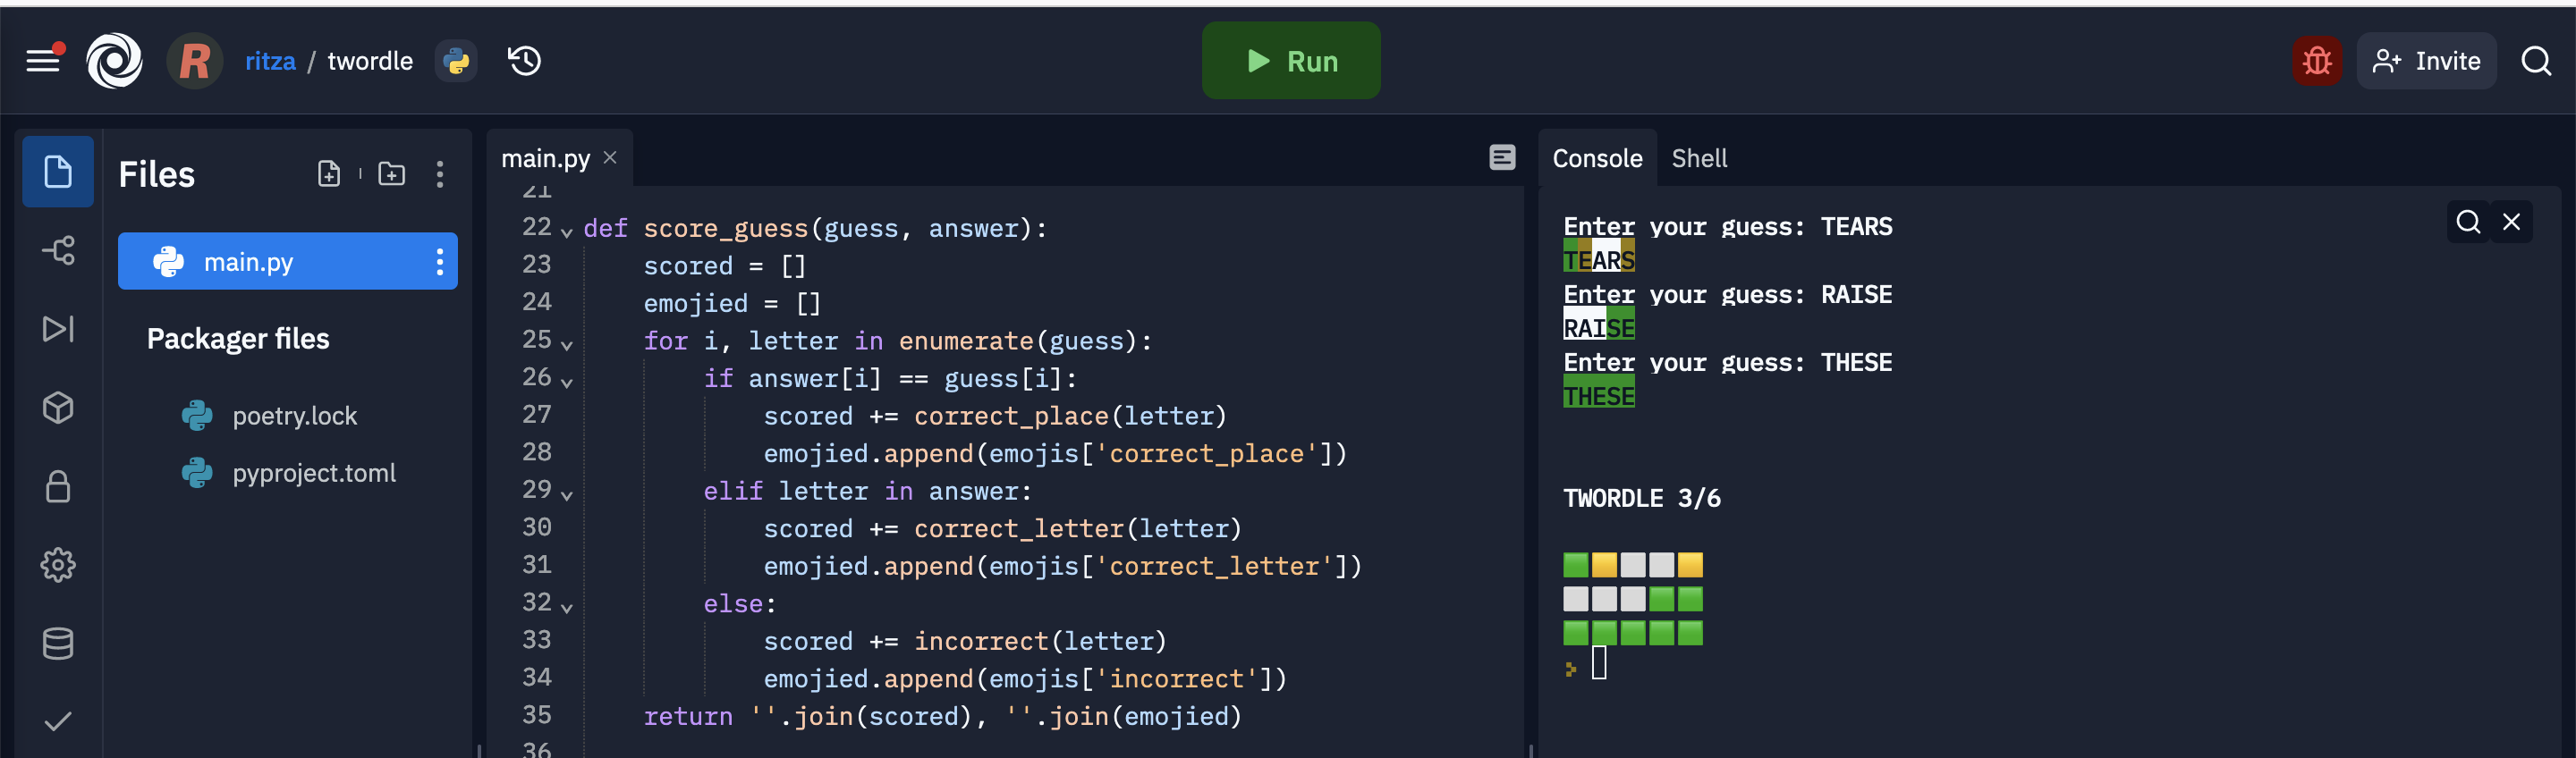 R ritza / twordle
Run
Invite
Files
main.py
Packager files
poetry.lock
pyproject.toml
main.py
21
22 def score_guess(guess, answer):
23 scored = []
24 emojied = []
25 for i, letter in enumerate(guess):
26 if answer[i] == guess[i]:
27 scored += correct_place(letter)
28 emojied.append(emojis['correct_place'])
29 elif letter in answer:
30 scored += correct_letter(letter)
31 emojied.append(emojis['correct_letter'])
32 else:
33 scored += incorrect(letter)
34 emojied.append(emojis['incorrect'])
35 return ''.join(scored), ''.join(emojied)
36
Console Shell
Enter your guess: TEARS
TEARS
Enter your guess: RAISE
RAISE
Enter your guess: THESE
THESE
TWORDLE 3/6
🟩🟨⬜⬜🟨
⬜⬜⬜🟩🟩
🟩🟩🟩🟩🟩
>